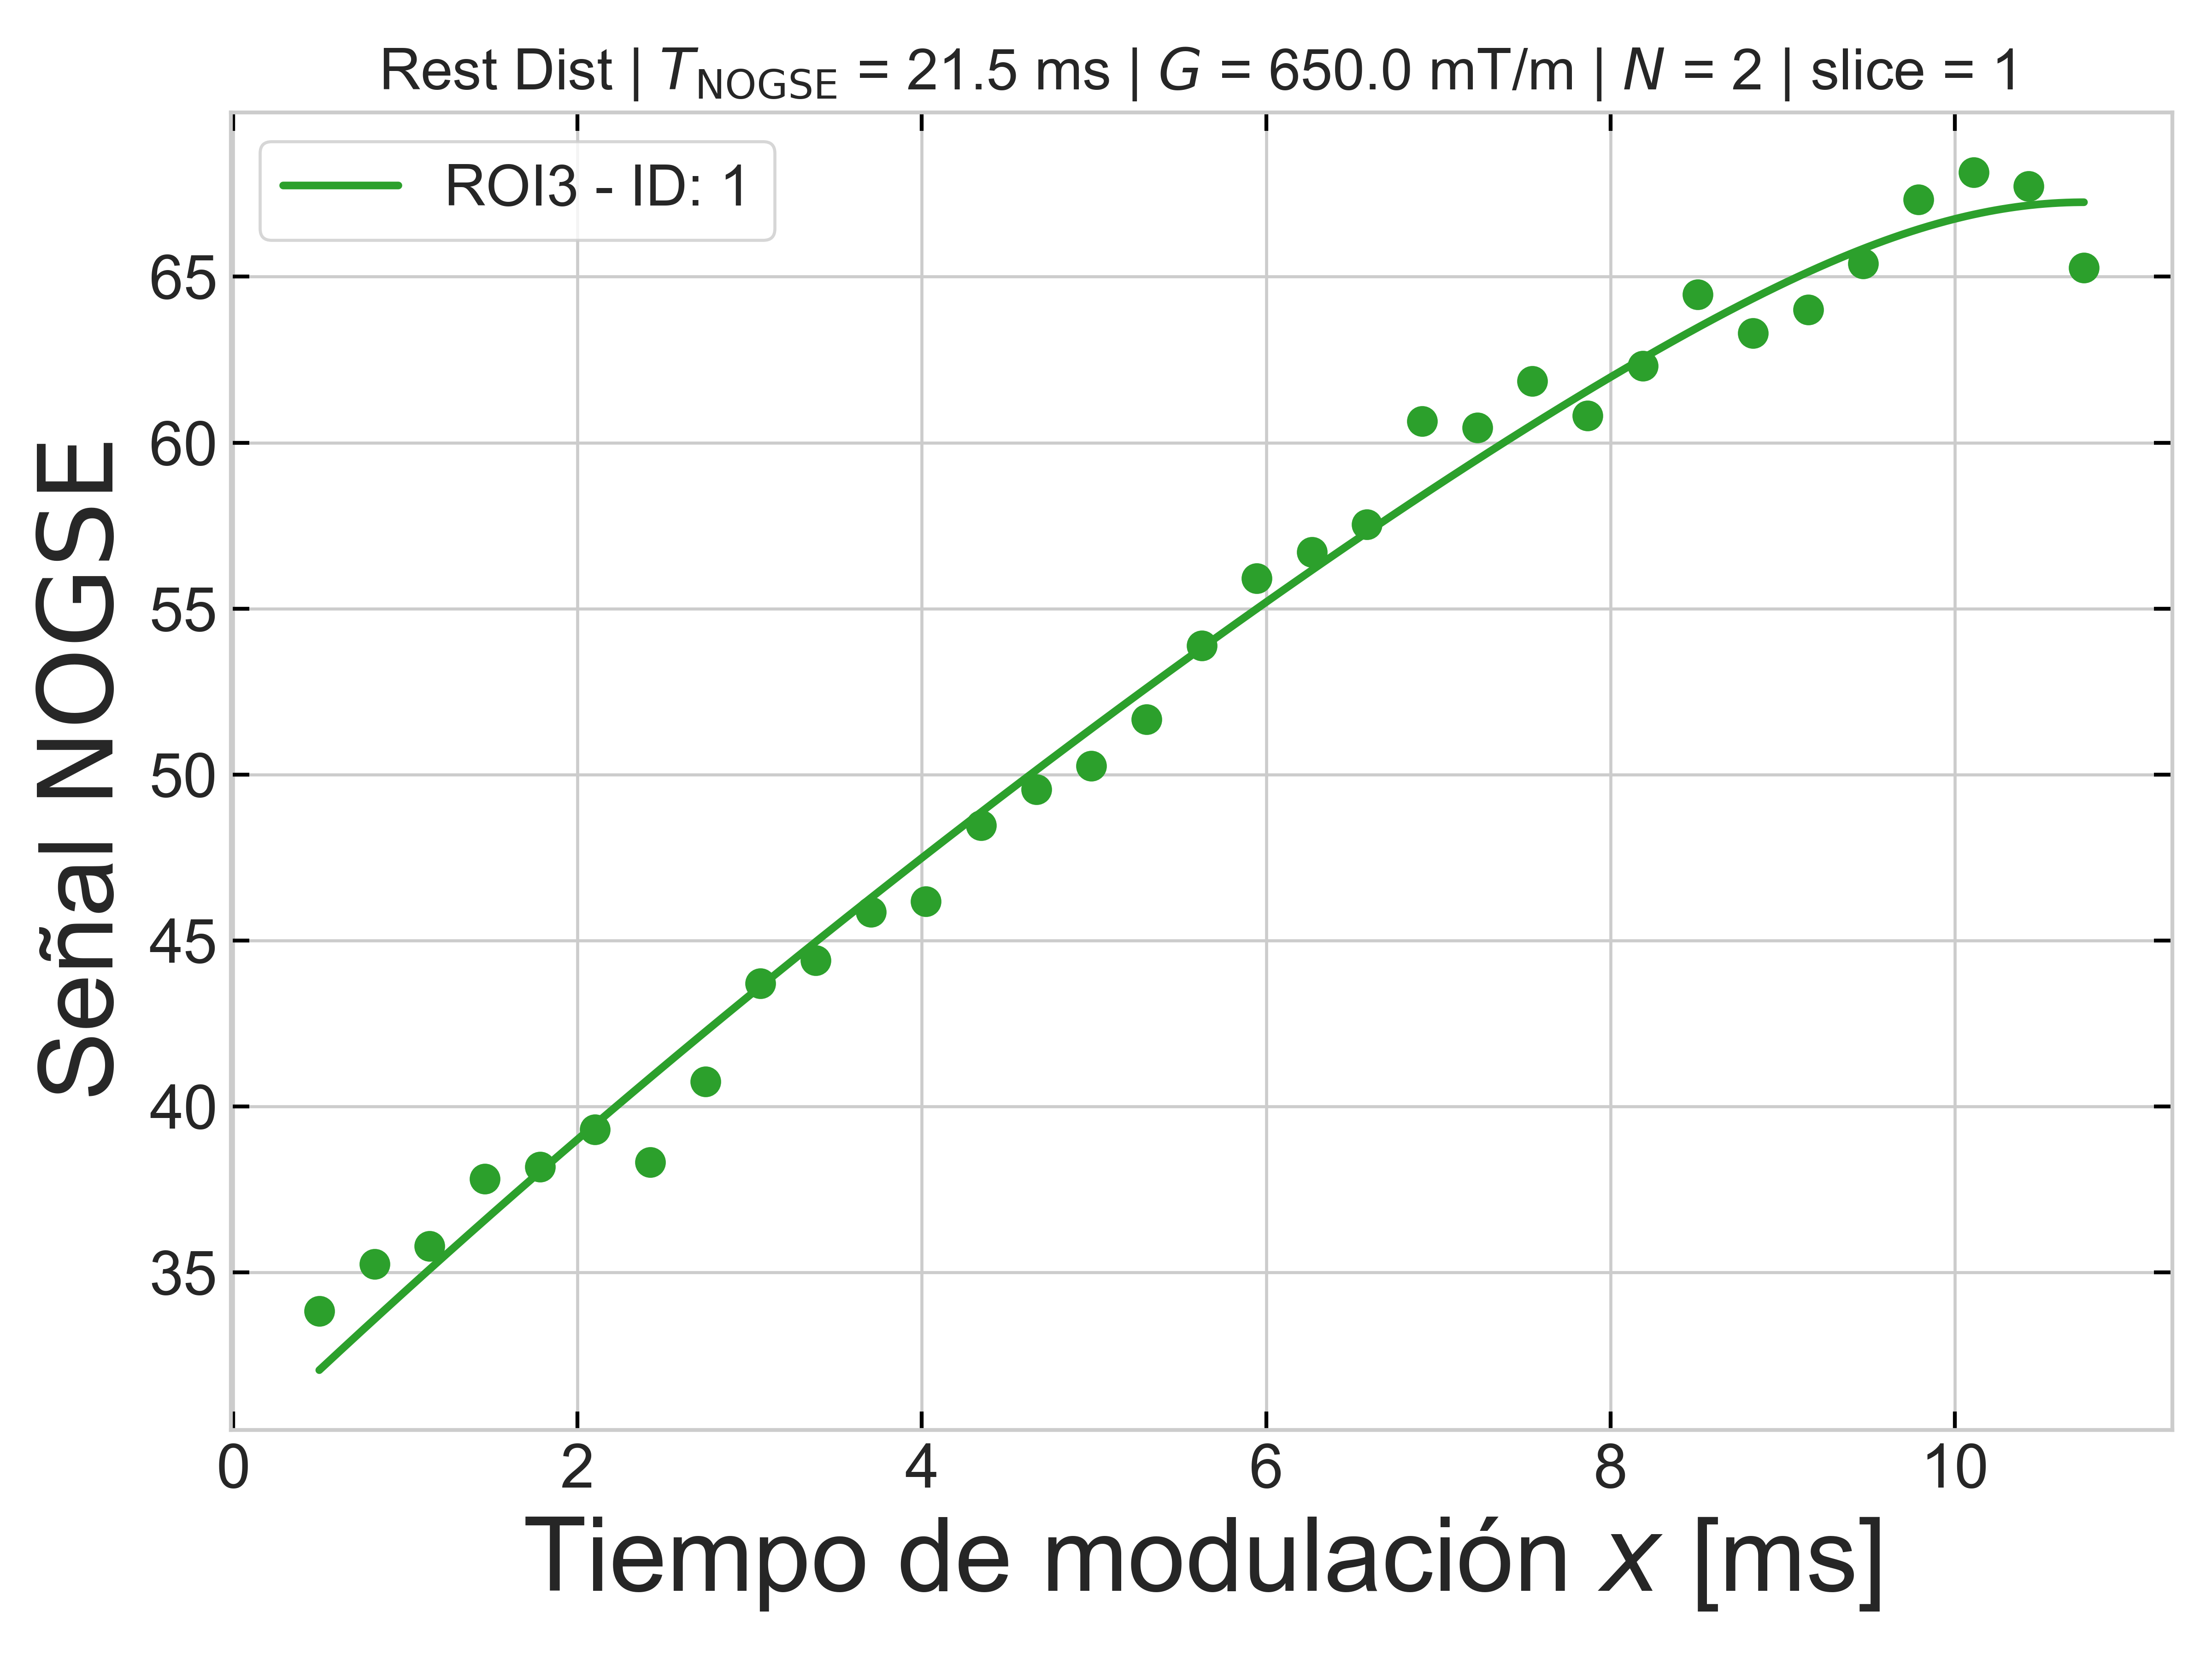 Rest Dist | T_NOGSE = 21.5 ms | G = 650.0 mT/m | N = 2 | slice = 1
ROI3 - ID: 1
Señal NOGSE
65
60
55
50
45
40
35
0 2 4 6 8 10
Tiempo de modulación x [ms]